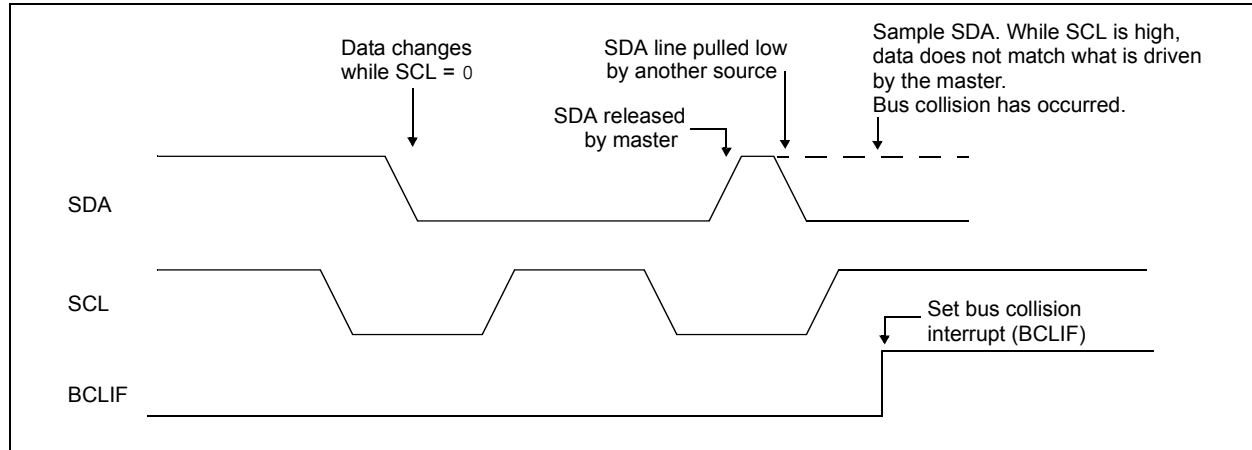 Data changes
while SCL = 0
SDA line pulled low
by another source
SDA released
by master
Sample SDA. While SCL is high,
data does not match what is driven
by the master.
Bus collision has occurred.
SDA
SCL
Set bus collision
interrupt (BCLIF)
BCLIF